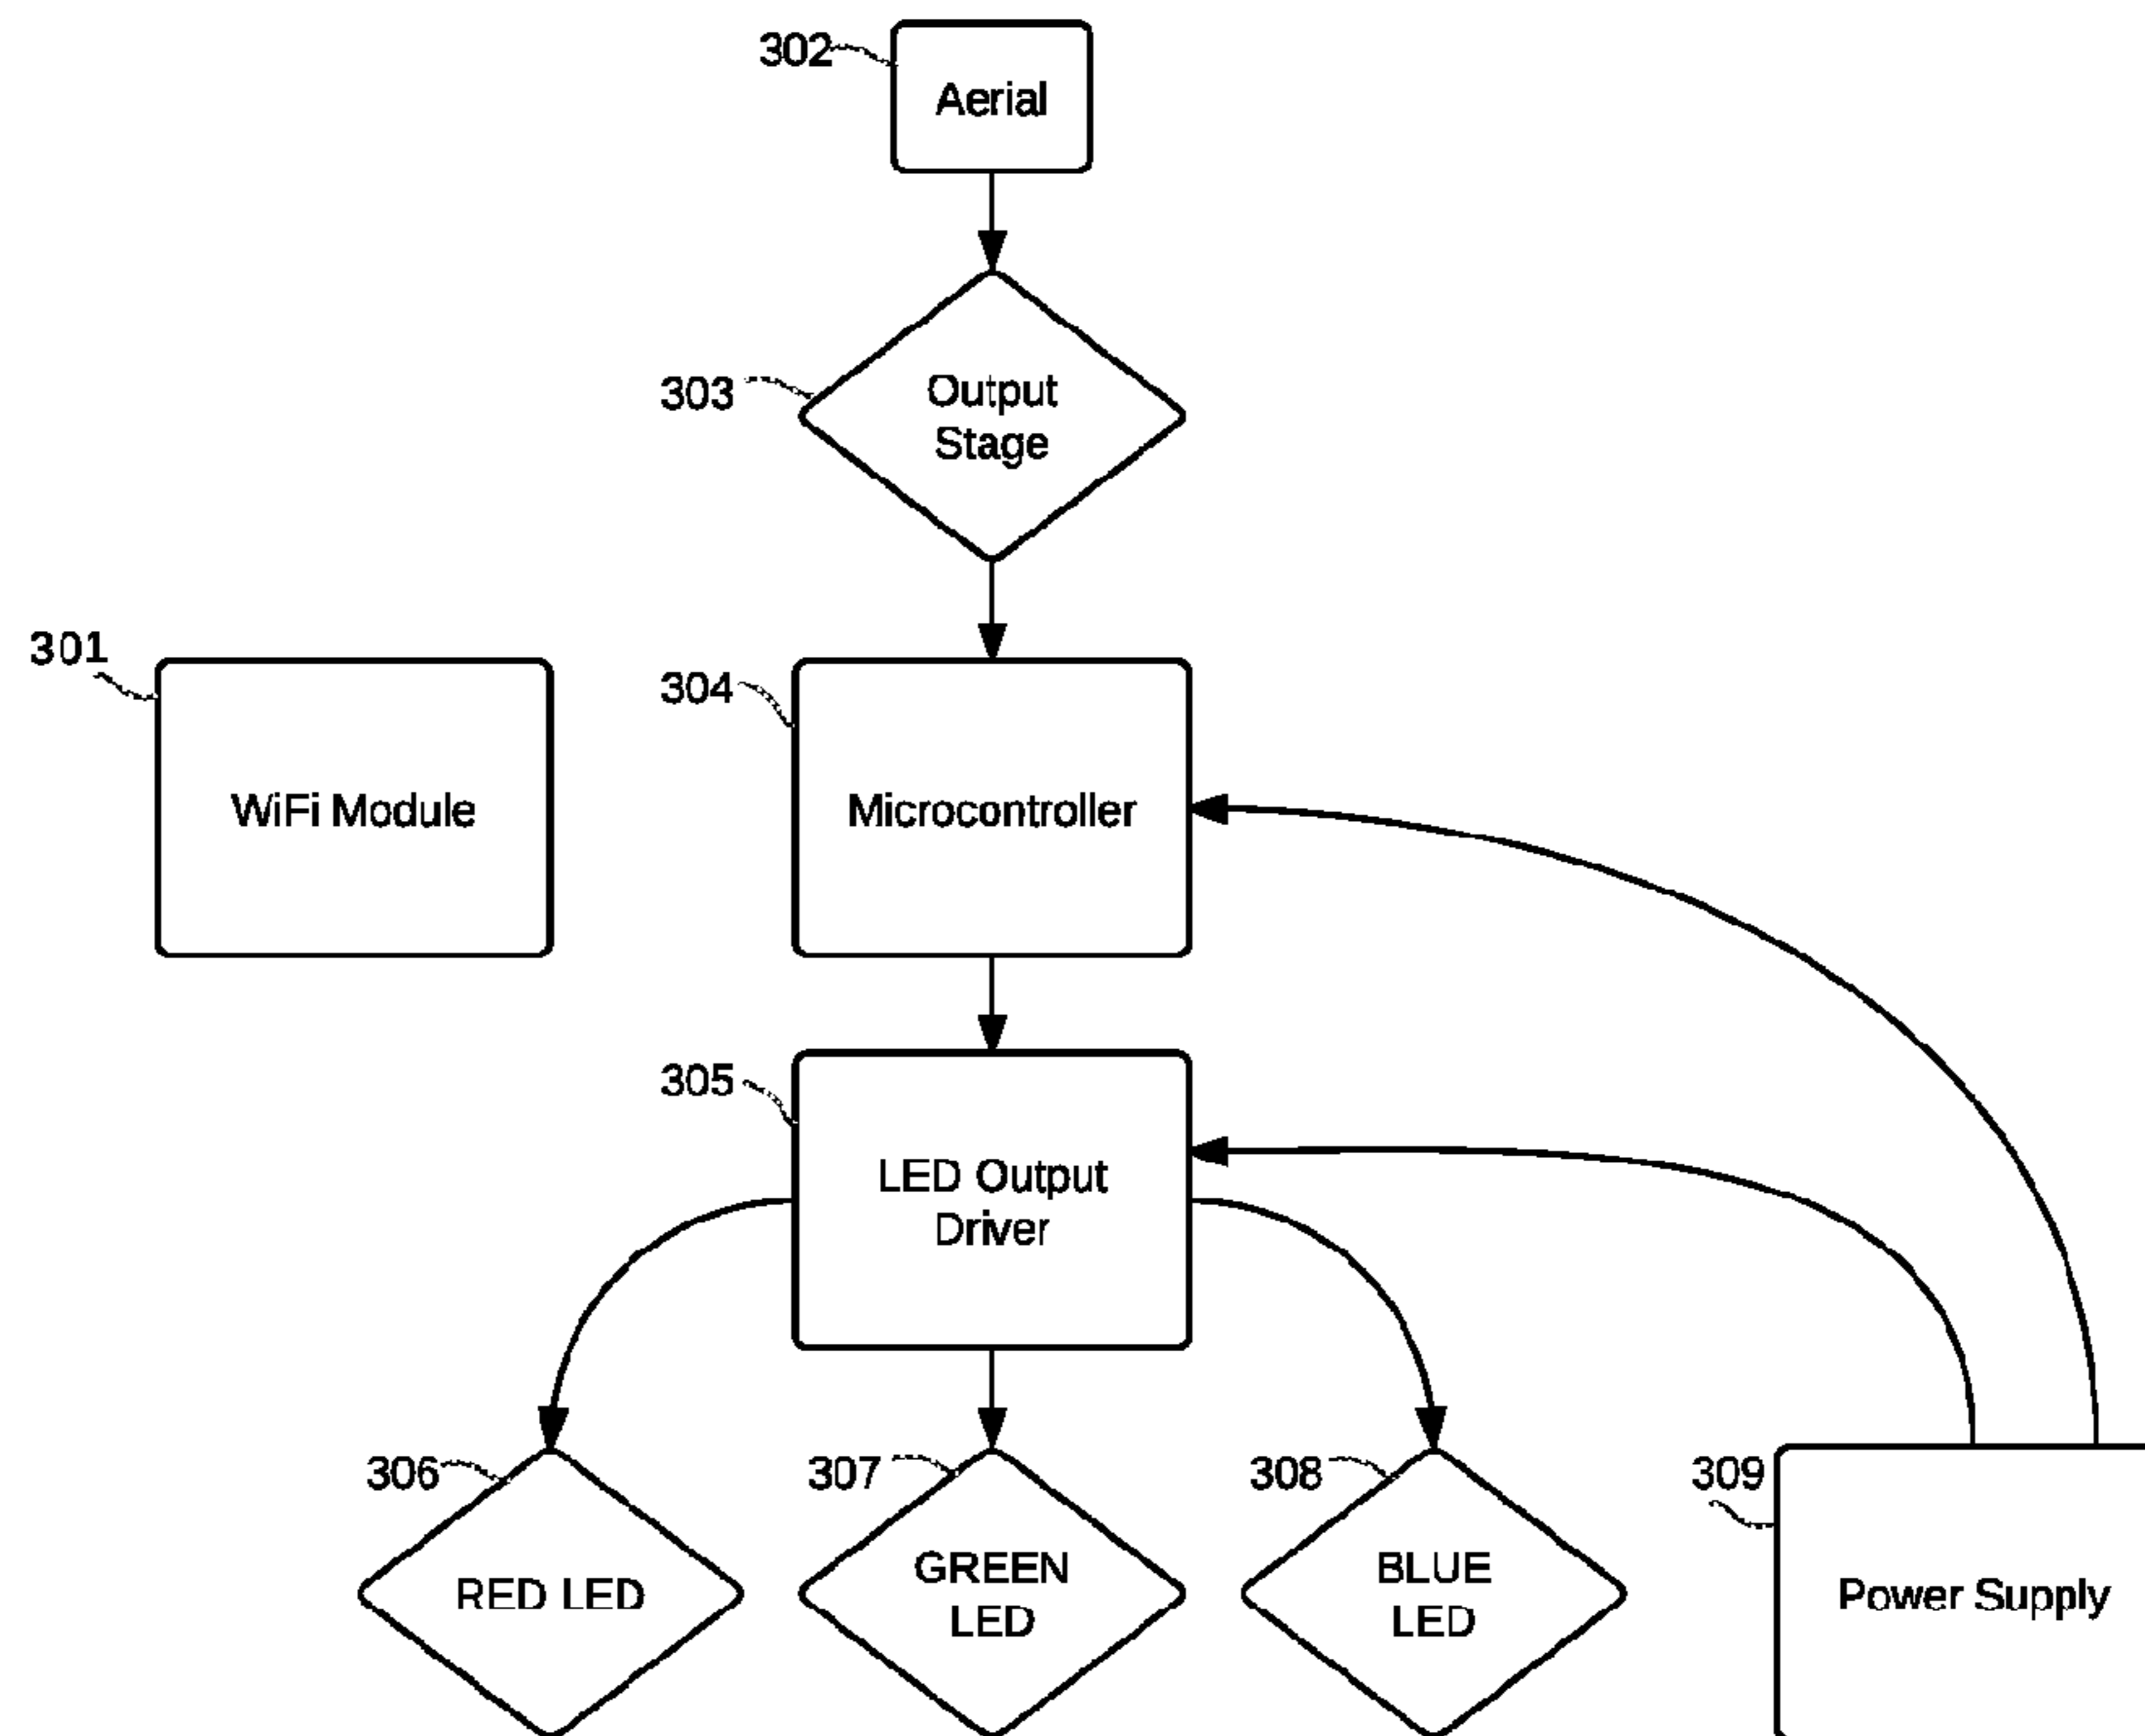 302
Aerial
303
Output
Stage
301
WiFi Module
304
Microcontroller
305
LED Output
Driver
306
RED LED
307
GREEN
LED
308
BLUE
LED
309
Power Supply